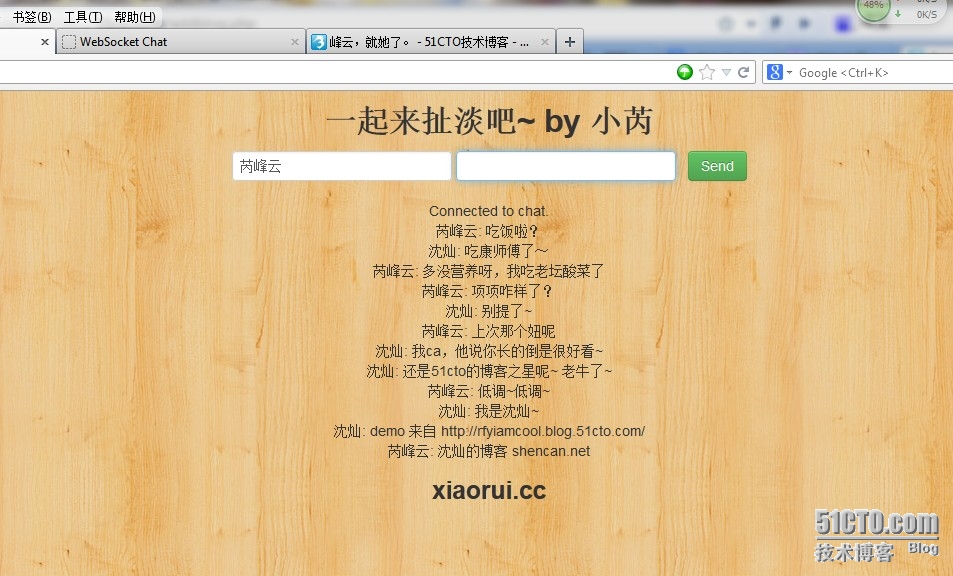 书签(B) 工具(T) 帮助(H)
48%
0K/S
WebSocket Chat
峰云，就她了。 - 51CTO技术博客 - ...
Google <Ctrl+K>
一起来扯淡吧~ by 小芮
芮峰云
Send
Connected to chat.
芮峰云: 吃饭啦？
沈灿: 吃康师傅了～
芮峰云: 多没营养呀，我吃老坛酸菜了
芮峰云: 项项咋样了？
沈灿: 别提了~
芮峰云: 上次那个妞呢
沈灿: 我ca，他说你长的倒是很好看~
沈灿: 还是51cto的博客之星呢~ 老牛了~
芮峰云: 低调~低调~
沈灿: 我是沈灿~
沈灿: demo 来自 http://rfyiamcool.blog.51cto.com/
芮峰云: 沈灿的博客 shencan.net
xiaorui.cc
51CTO.com
技术博客 Blog